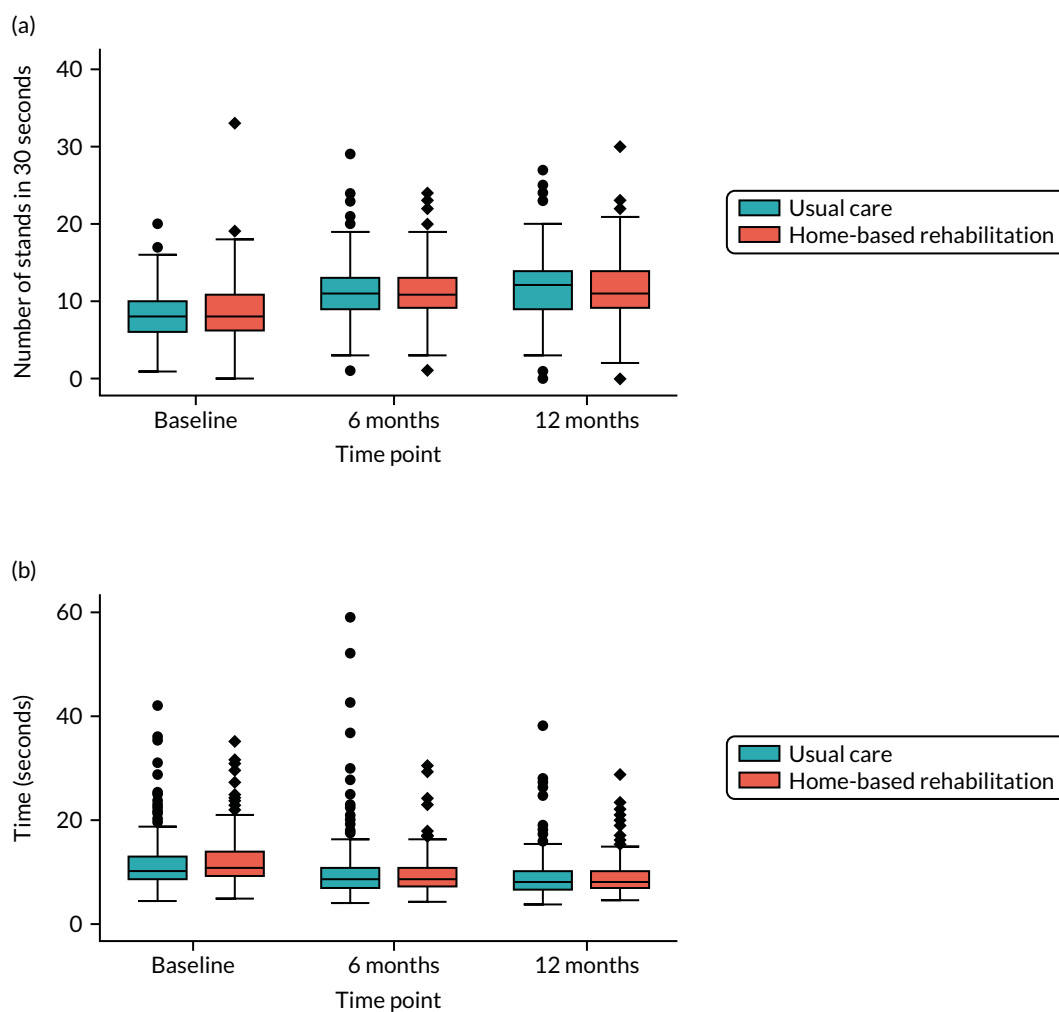 (a)
Number of stands in 30 seconds
40
30
20
10
0
Baseline
6 months
12 months
Time point
Usual care
Home-based rehabilitation
(b)
Time (seconds)
60
40
20
0
Baseline
6 months
12 months
Time point
Usual care
Home-based rehabilitation